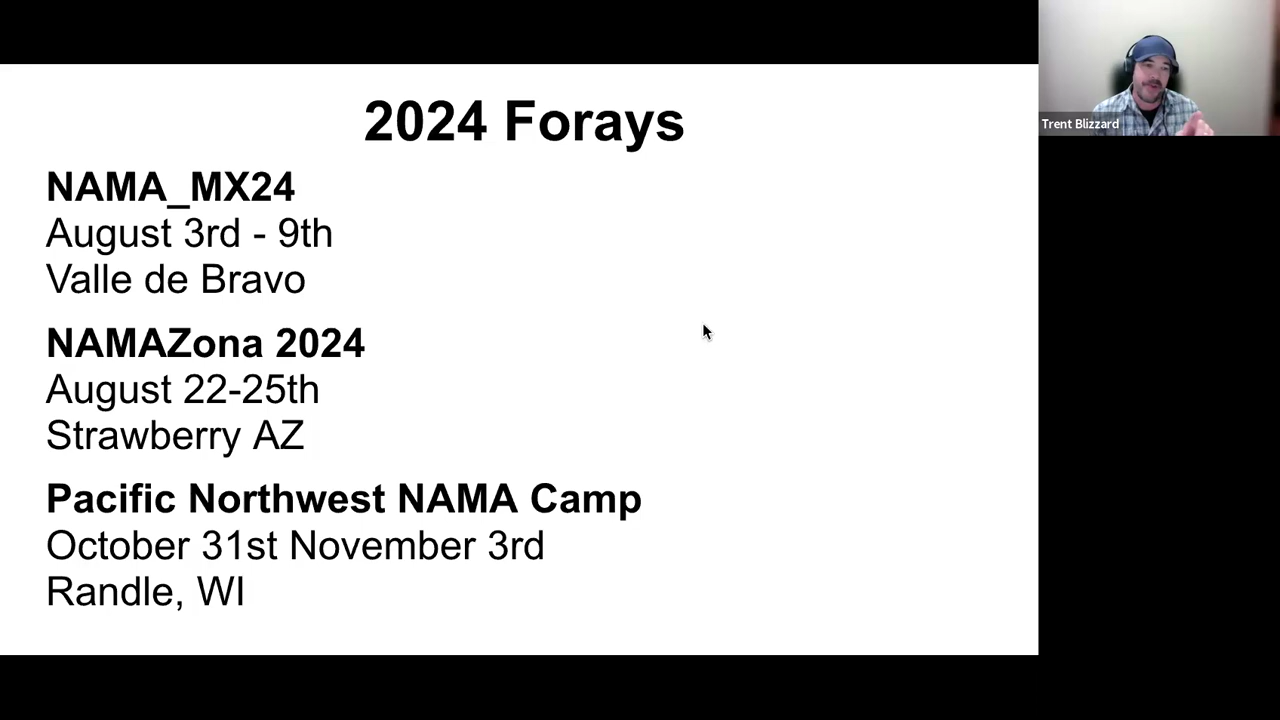 2024 Forays
NAMA_MX24
August 3rd - 9th
Valle de Bravo
NAMAZona 2024
August 22-25th
Strawberry AZ
Pacific Northwest NAMA Camp
October 31st November 3rd
Randle, WI
Trent Blizzard